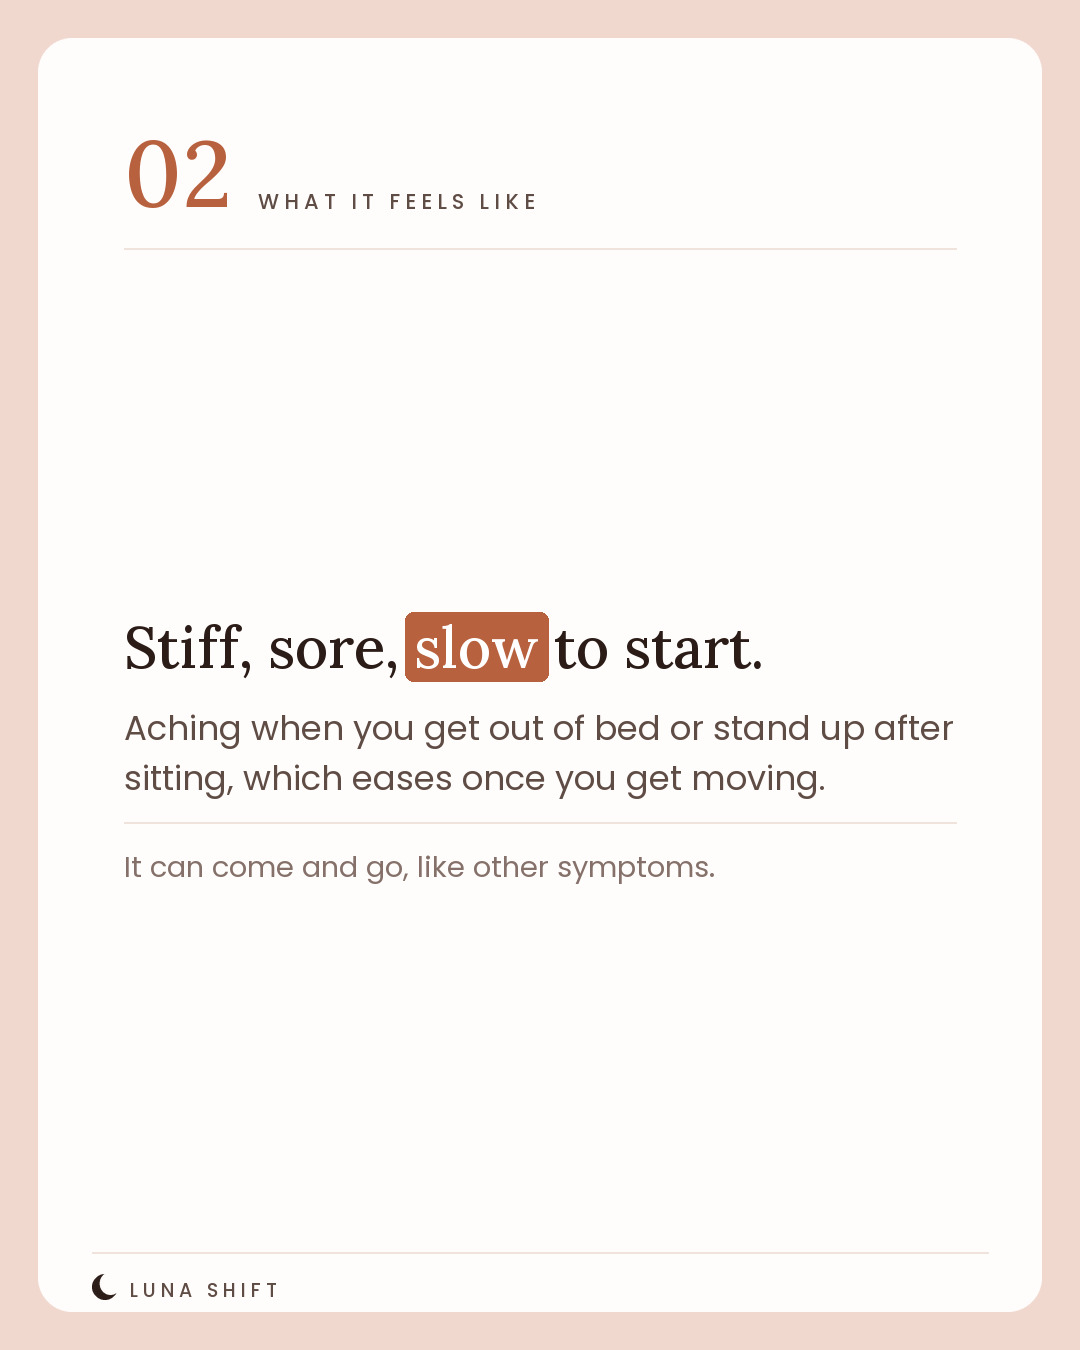 02 WHAT IT FEELS LIKE
Stiff, sore, slow to start.
Aching when you get out of bed or stand up after
sitting, which eases once you get moving.
It can come and go, like other symptoms.
LUNA SHIFT